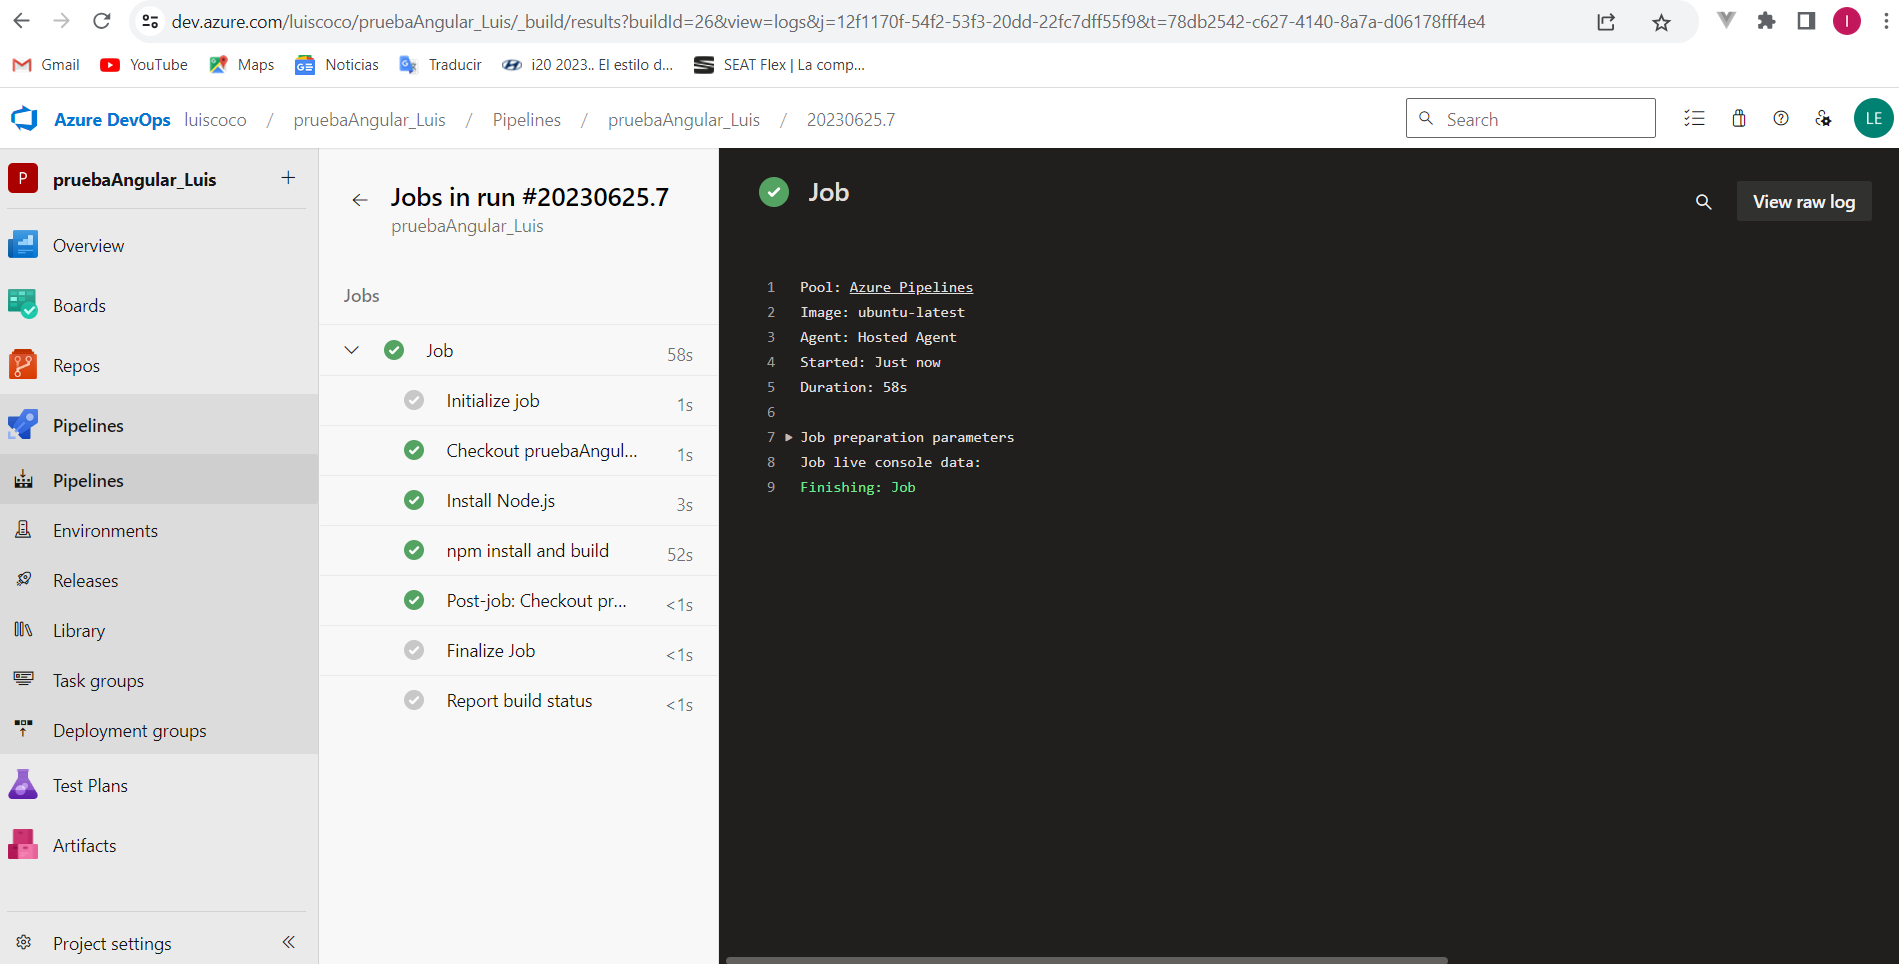 dev.azure.com/luiscoco/pruebaAngular_Luis/_build/results?buildId=26&view=logs&j=12f1170f-54f2-53f3-20dd-22fc7dff55f9&t=78db2542-c627-4140-8a7a-d06178fff4e4
I
Gmail YouTube Maps Noticias Traducir i20 2023.. El estilo d... SEAT Flex | La comp...
Azure DevOps luiscoco / pruebaAngular_Luis / Pipelines / pruebaAngular_Luis / 20230625.7
Search
LE
P pruebaAngular_Luis +
Overview
Boards
Repos
Pipelines
Pipelines
Environments
Releases
Library
Task groups
Deployment groups
Test Plans
Artifacts
Project settings
Jobs in run #20230625.7
pruebaAngular_Luis
Jobs
Job 58s
Initialize job 1s
Checkout pruebaAngul... 1s
Install Node.js 3s
npm install and build 52s
Post-job: Checkout pr... <1s
Finalize Job <1s
Report build status <1s
Job
View raw log
1 Pool: Azure Pipelines
2 Image: ubuntu-latest
3 Agent: Hosted Agent
4 Started: Just now
5 Duration: 58s
6
7 Job preparation parameters
8 Job live console data:
9 Finishing: Job